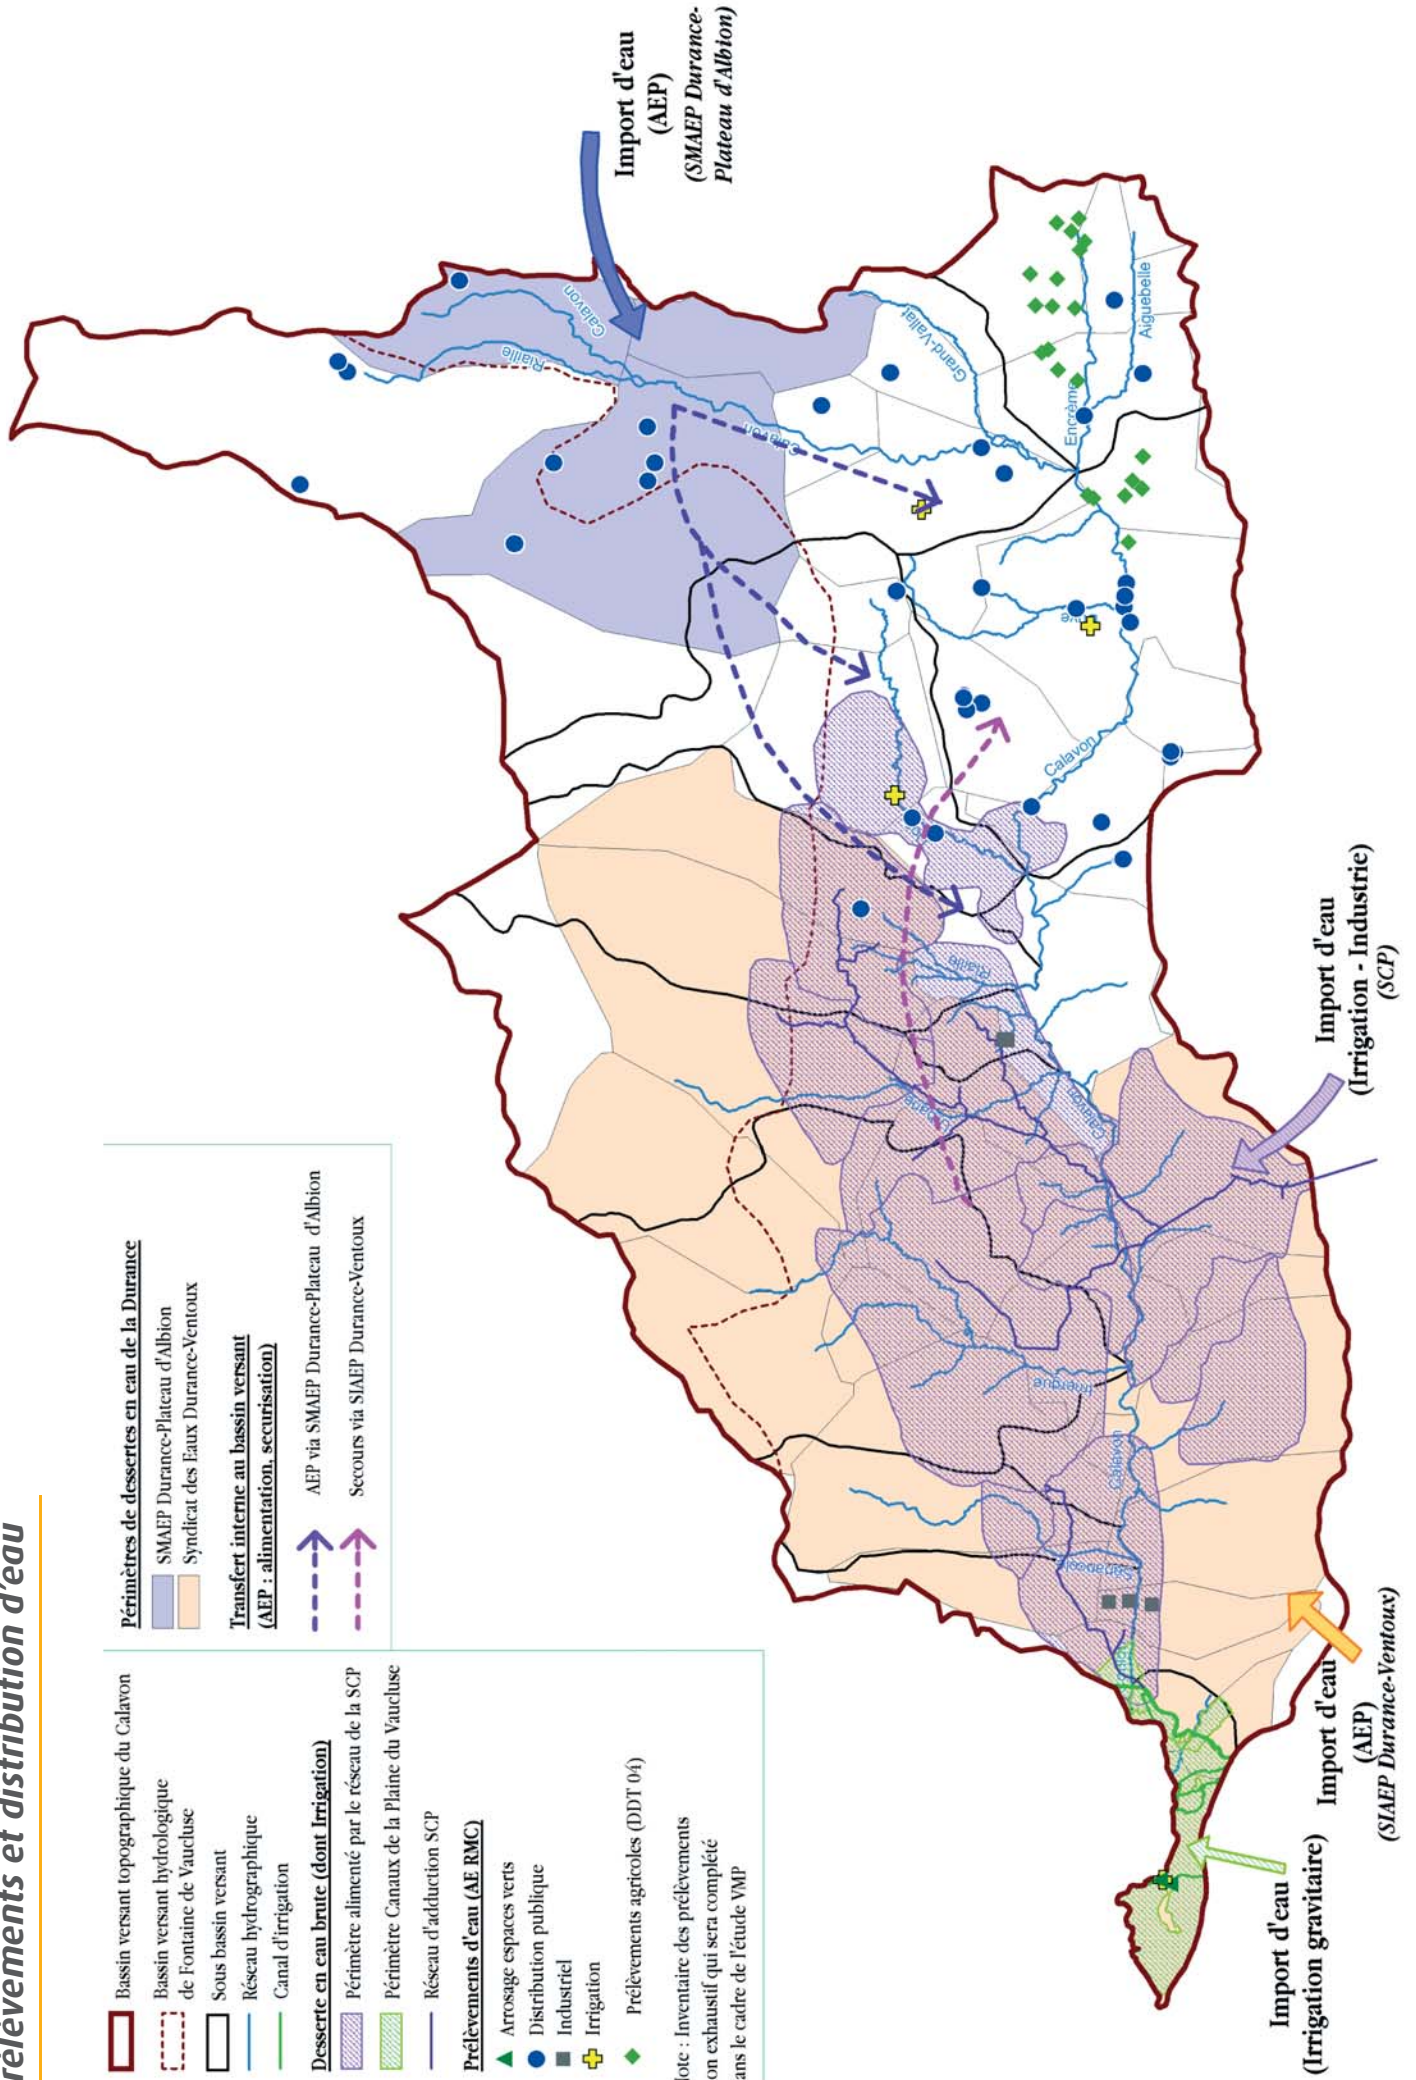 rélèvements et distribution d'eau
Bassin versant topographique du Calavon
Bassin versant hydrologique
de Fontaine de Vaucluse
Sous bassin versant
Réseau hydrographique
Canal d'irrigation
Desserte en eau brute (dont Irrigation)
Périmètre alimenté par le réseau de la SCP
Périmètre Canaux de la Plaine du Vaucluse
Réseau d'adduction SCP
Prélèvements d'eau (AE RMC)
Arrosage espaces verts
Distribution publique
Industriel
Irrigation
Prélèvements agricoles (DDT 04)
lote : Inventaire des prélèvements
on exhaustif qui sera complété
ans le cadre de l'étude VMP
Périmètres de dessertes en eau de la Durance
SMAEP Durance-Plateau d'Albion
Syndicat des Eaux Durance-Ventoux
Transfert interne au bassin versant
(AEP : alimentation, securisation)
AEP via SMAEP Durance-Plateau d'Albion
Secours via SIAEP Durance-Ventoux
Import d'eau
(AEP)
(SMAEP Durance-
Plateau d'Albion)
Import d'eau
(Irrigation - Industrie)
(SCP)
Import d'eau
(AEP)
(SIAEP Durance-Ventoux)
Import d'eau
(Irrigation gravitaire)
Calavon
Riaille
Calavon
Grand-Vallat
Encrème
Aiguebelle
Calavon
Riaille
Calavon
Imergue
Calavon
Sénancole